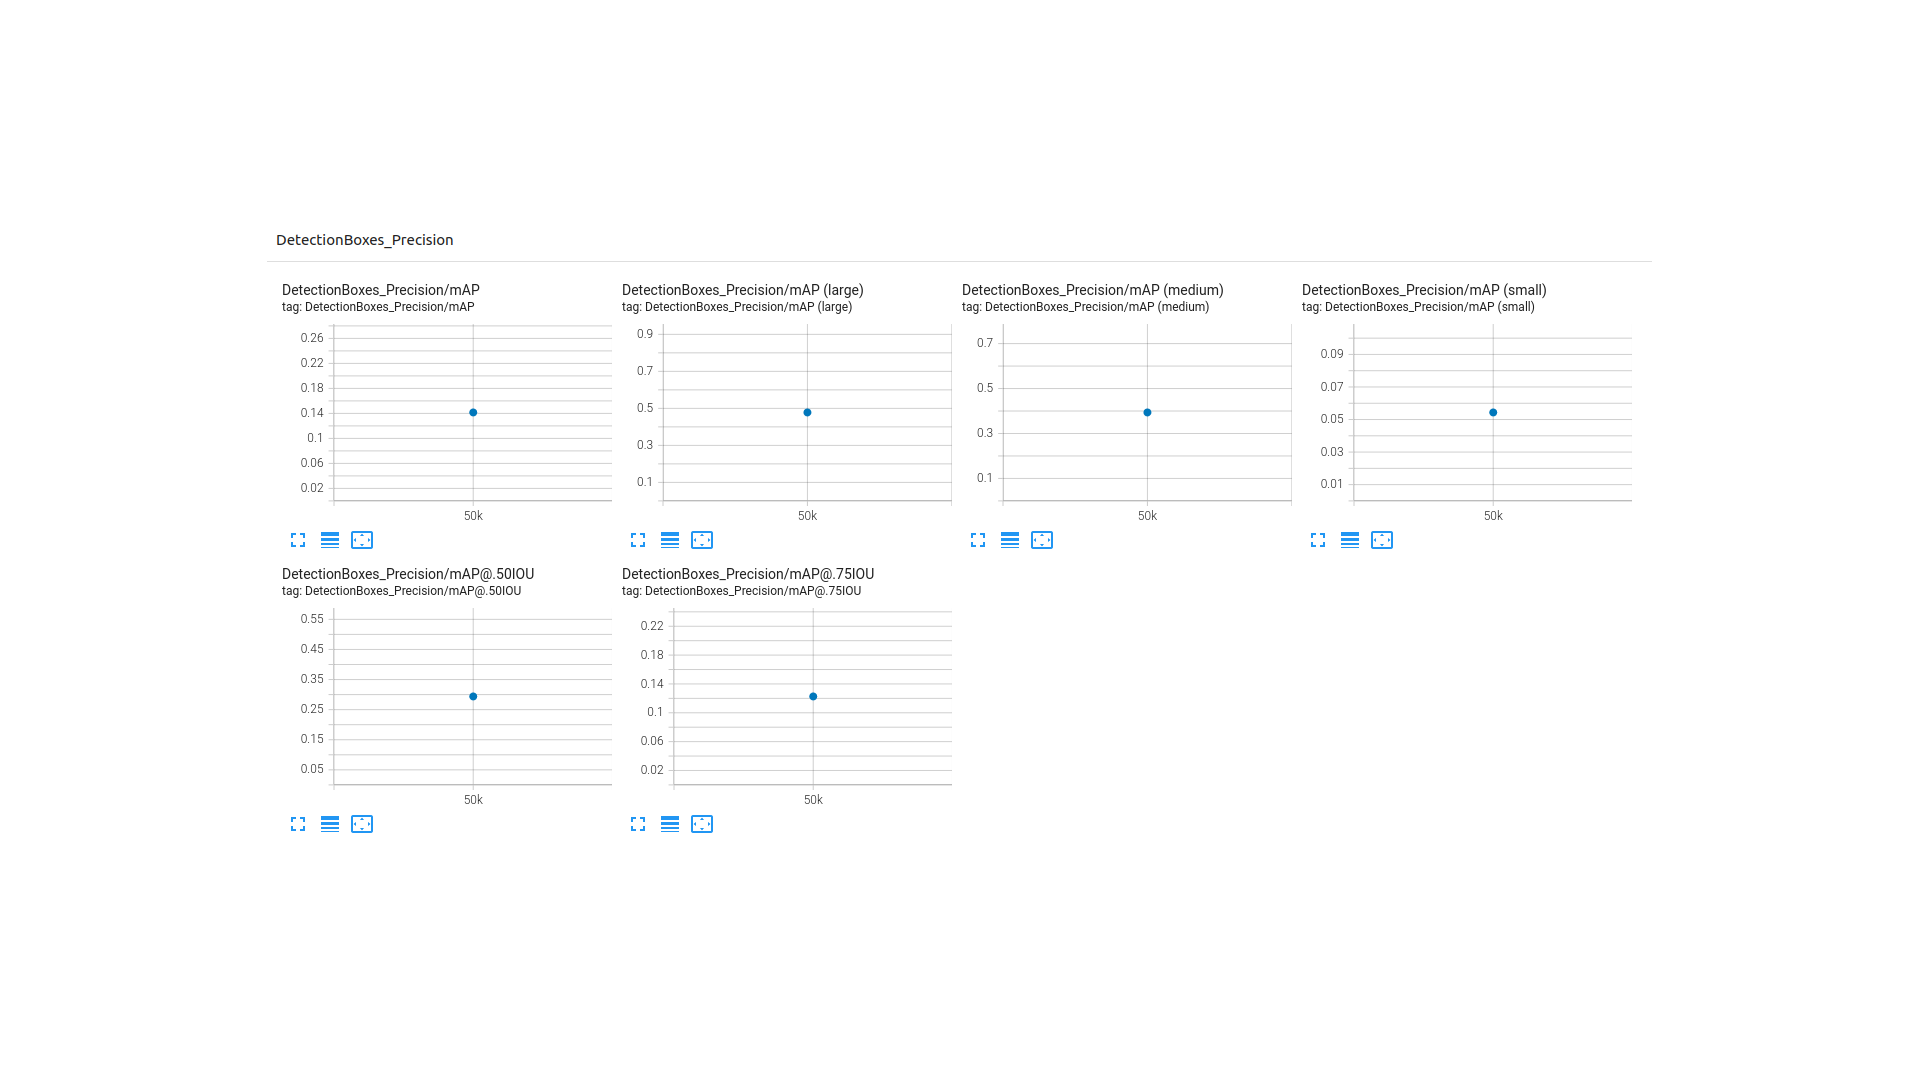 DetectionBoxes_Precision
DetectionBoxes_Precision/mAP
tag: DetectionBoxes_Precision/mAP
0.26
0.22
0.18
0.14
0.1
0.06
0.02
50k
DetectionBoxes_Precision/mAP (large)
tag: DetectionBoxes_Precision/mAP (large)
0.9
0.7
0.5
0.3
0.1
50k
DetectionBoxes_Precision/mAP (medium)
tag: DetectionBoxes_Precision/mAP (medium)
0.7
0.5
0.3
0.1
50k
DetectionBoxes_Precision/mAP (small)
tag: DetectionBoxes_Precision/mAP (small)
0.09
0.07
0.05
0.03
0.01
50k
DetectionBoxes_Precision/mAP@.50IOU
tag: DetectionBoxes_Precision/mAP@.50IOU
0.55
0.45
0.35
0.25
0.15
0.05
50k
DetectionBoxes_Precision/mAP@.75IOU
tag: DetectionBoxes_Precision/mAP@.75IOU
0.22
0.18
0.14
0.1
0.06
0.02
50k